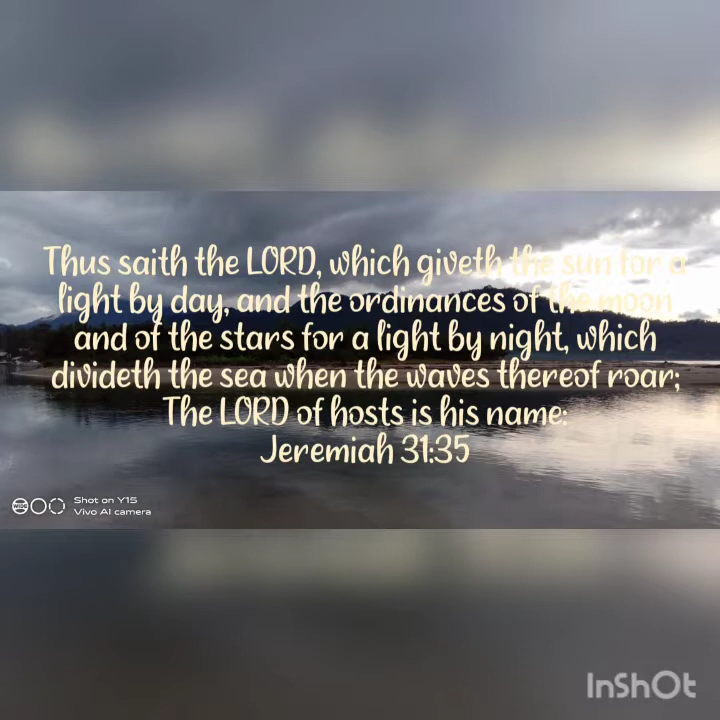 Thus saith the LORD, which giveth the sun for a
light by day, and the ordinances of the moon
and of the stars for a light by night, which
divideth the sea when the waves thereof roar;
The LORD of hosts is his name:
Jeremiah 31:35
Shot on Y15
Vivo AI camera
InShOt